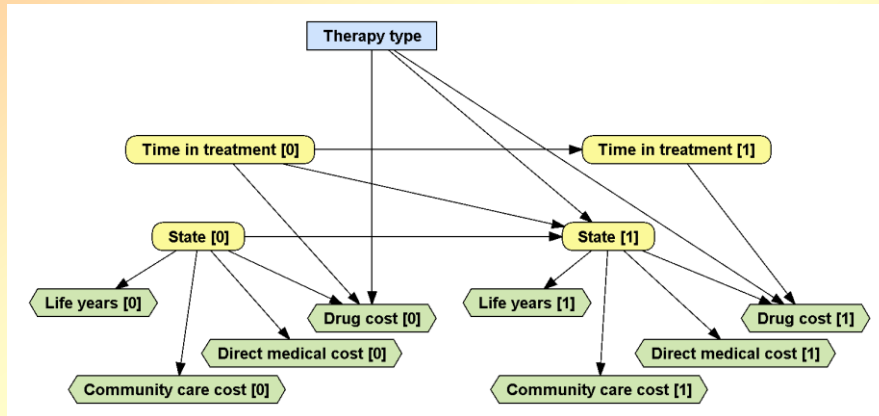 Therapy type
Time in treatment [0]
Time in treatment [1]
State [0]
State [1]
Life years [0]
Life years [1]
Drug cost [0]
Drug cost [1]
Direct medical cost [0]
Direct medical cost [1]
Community care cost [0]
Community care cost [1]